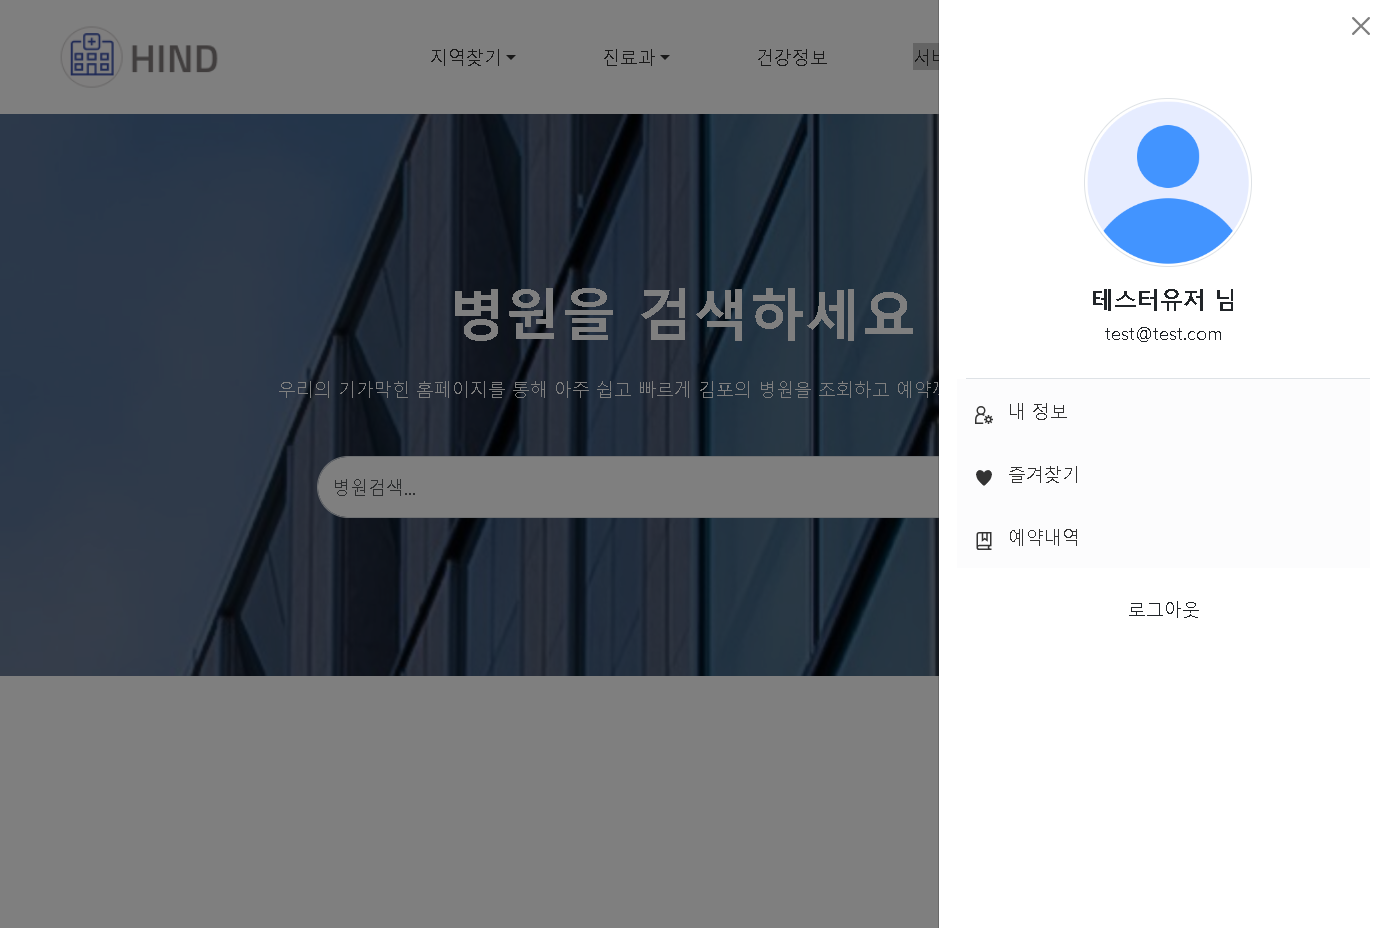 HIND
지역찾기
진료과
건강정보
서비
병원을 검색하세요
우리의 기가막힌 홈페이지를 통해 아주 쉽고 빠르게 김포의 병원을 조회하고 예약
병원검색...
테스터유저 님
test@test.com
내 정보
즐겨찾기
예약내역
로그아웃